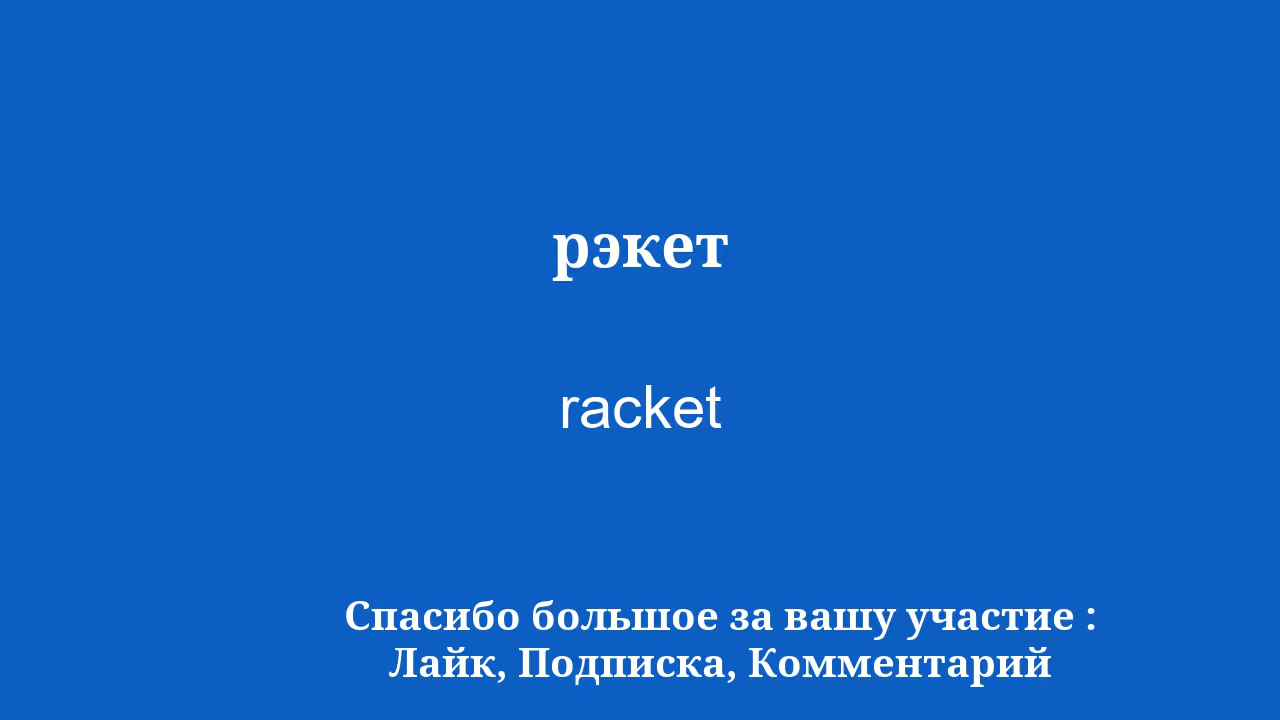 рэкет
racket
Спасибо большое за вашу участие :
Лайк, Подписка, Комментарий